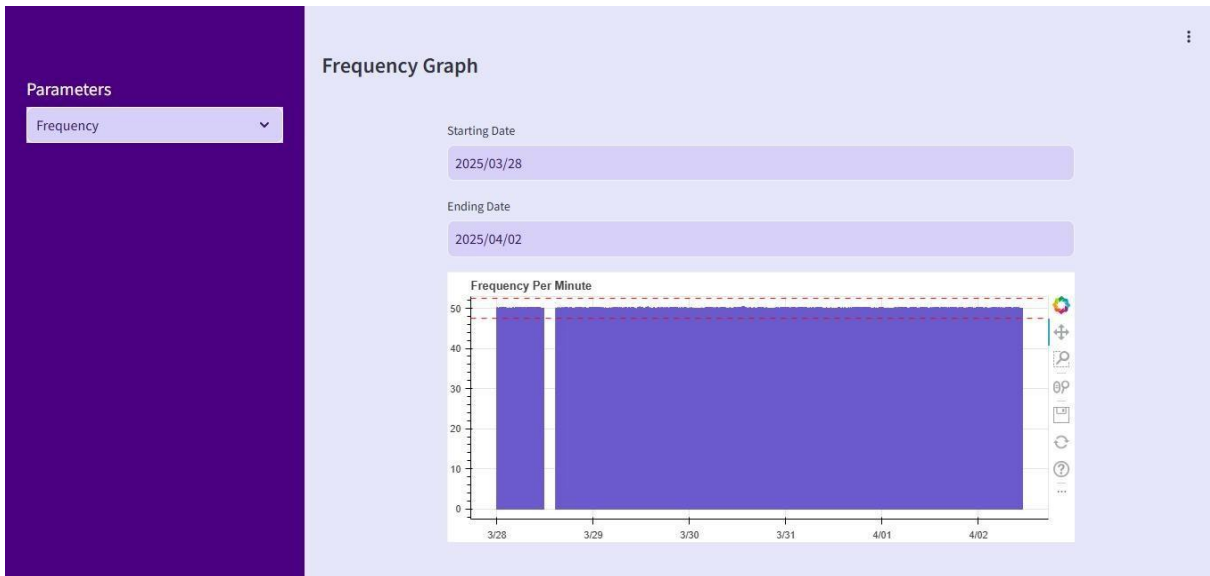 Parameters
Frequency
Frequency Graph
Starting Date
2025/03/28
Ending Date
2025/04/02
Frequency Per Minute
50
40
30
20
10
0
3/28 3/29 3/30 3/31 4/01 4/02